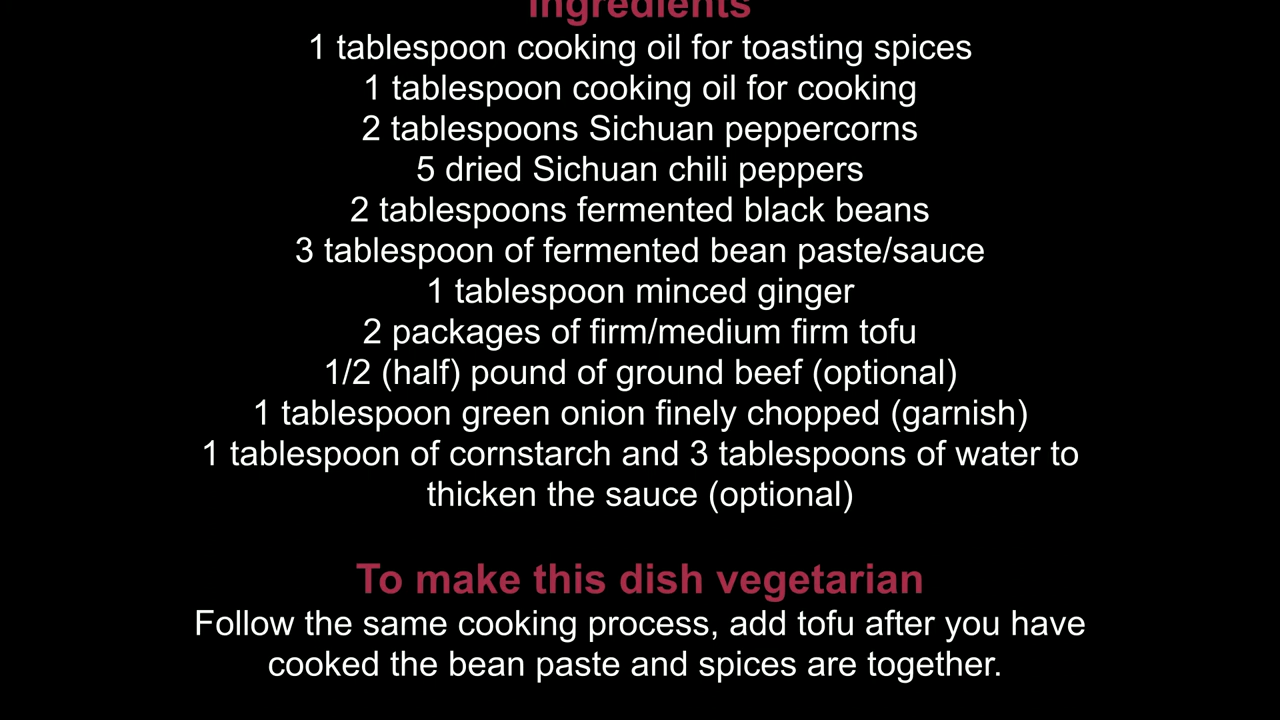 Ingredients
1 tablespoon cooking oil for toasting spices
1 tablespoon cooking oil for cooking
2 tablespoons Sichuan peppercorns
5 dried Sichuan chili peppers
2 tablespoons fermented black beans
3 tablespoon of fermented bean paste/sauce
1 tablespoon minced ginger
2 packages of firm/medium firm tofu
1/2 (half) pound of ground beef (optional)
1 tablespoon green onion finely chopped (garnish)
1 tablespoon of cornstarch and 3 tablespoons of water to
thicken the sauce (optional)
To make this dish vegetarian
Follow the same cooking process, add tofu after you have
cooked the bean paste and spices are together.